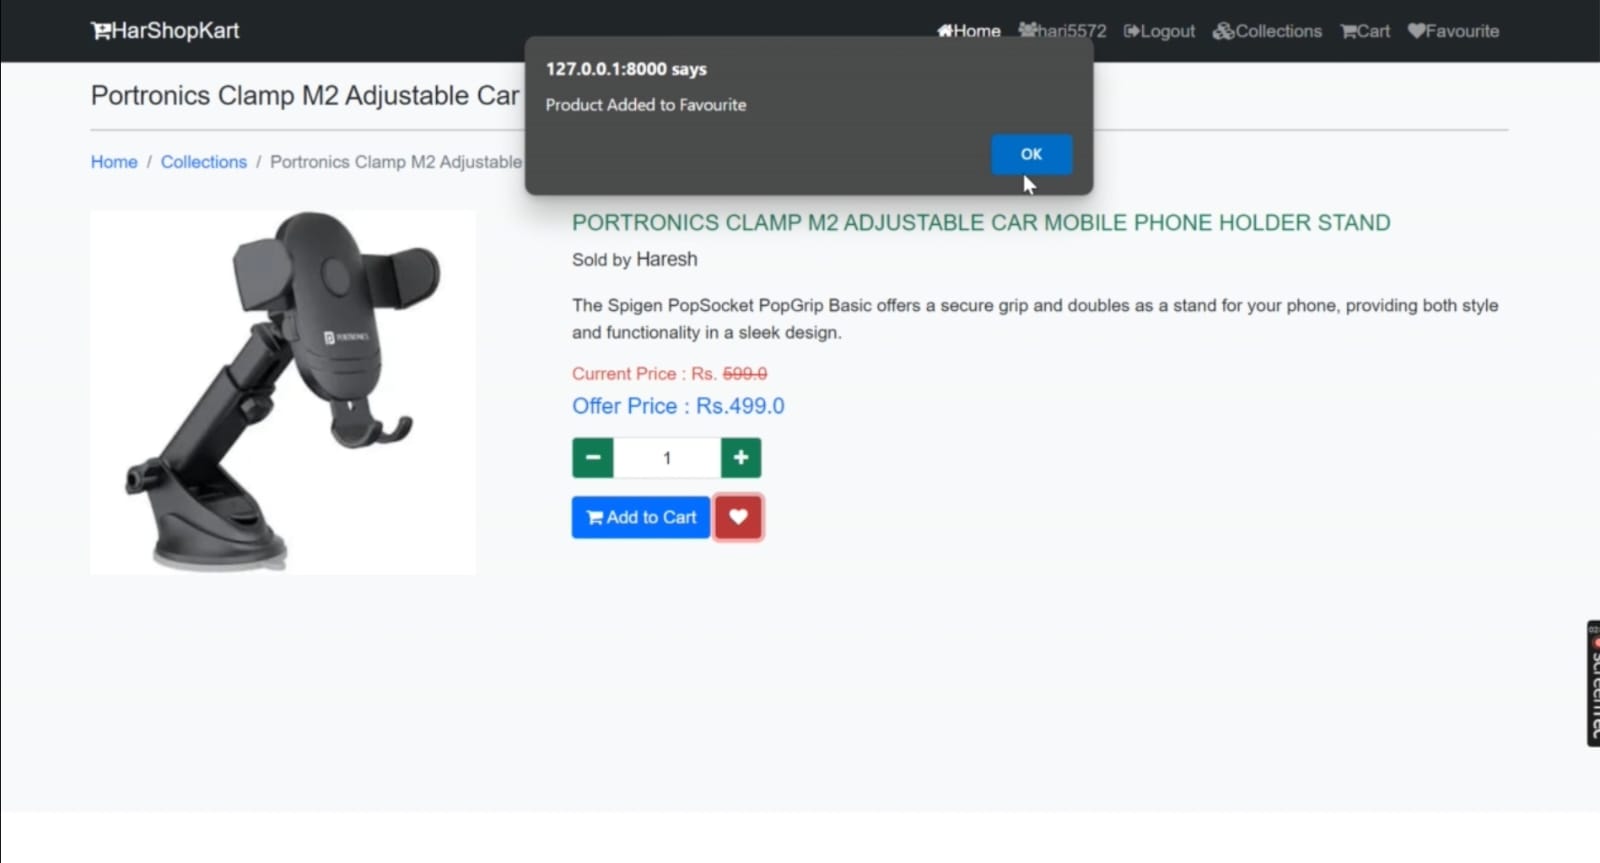 HarShopKart
Home hari5572 Logout Collections Cart Favourite
127.0.0.1:8000 says
Product Added to Favourite
OK
Portronics Clamp M2 Adjustable Car
Home / Collections / Portronics Clamp M2 Adjustable
PORTRONICS
PORTRONICS CLAMP M2 ADJUSTABLE CAR MOBILE PHONE HOLDER STAND
Sold by Haresh
The Spigen PopSocket PopGrip Basic offers a secure grip and doubles as a stand for your phone, providing both style
and functionality in a sleek design.
Current Price : Rs. 599.0
Offer Price : Rs.499.0
− 1 +
Add to Cart